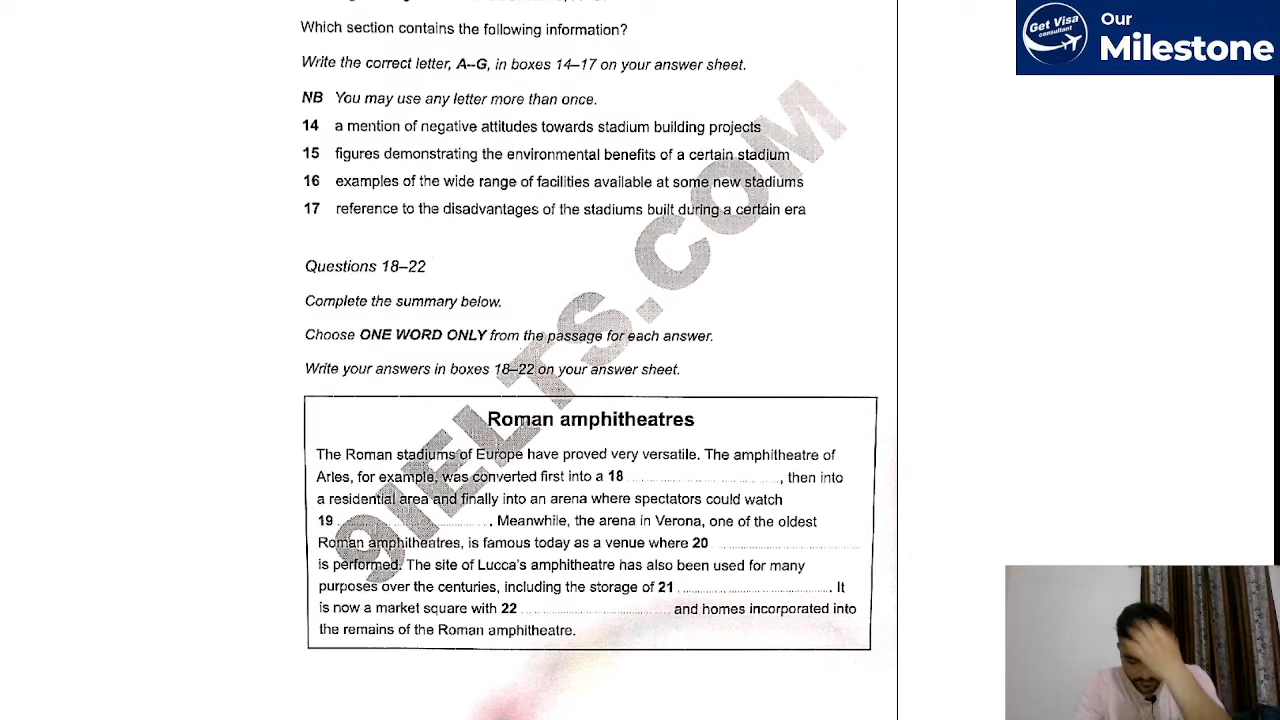 Which section contains the following information?
Write the correct letter, A–G, in boxes 14–17 on your answer sheet.
NB You may use any letter more than once.
14 a mention of negative attitudes towards stadium building projects
15 figures demonstrating the environmental benefits of a certain stadium
16 examples of the wide range of facilities available at some new stadiums
17 reference to the disadvantages of the stadiums built during a certain era
Questions 18–22
Complete the summary below.
Choose ONE WORD ONLY from the passage for each answer.
Write your answers in boxes 18–22 on your answer sheet.
Roman amphitheatres
The Roman stadiums of Europe have proved very versatile. The amphitheatre of
Arles, for example, was converted first into a 18 ..............................., then into
a residential area and finally into an arena where spectators could watch
19 ............................... . Meanwhile, the arena in Verona, one of the oldest
Roman amphitheatres, is famous today as a venue where 20 ...............................
is performed. The site of Lucca's amphitheatre has also been used for many
purposes over the centuries, including the storage of 21 ............................... . It
is now a market square with 22 ............................... and homes incorporated into
the remains of the Roman amphitheatre.
9IELTS.COM
Get Visa
consultant
Our
Milestone